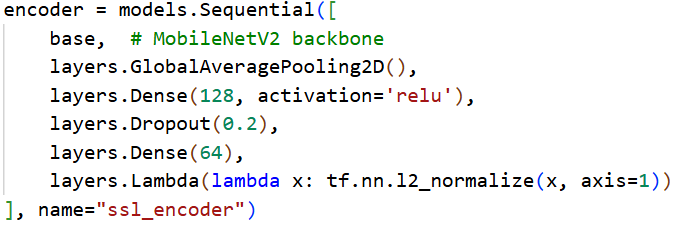 encoder = models.Sequential([
    base,  # MobileNetV2 backbone
    layers.GlobalAveragePooling2D(),
    layers.Dense(128, activation='relu'),
    layers.Dropout(0.2),
    layers.Dense(64),
    layers.Lambda(lambda x: tf.nn.l2_normalize(x, axis=1))
], name="ssl_encoder")